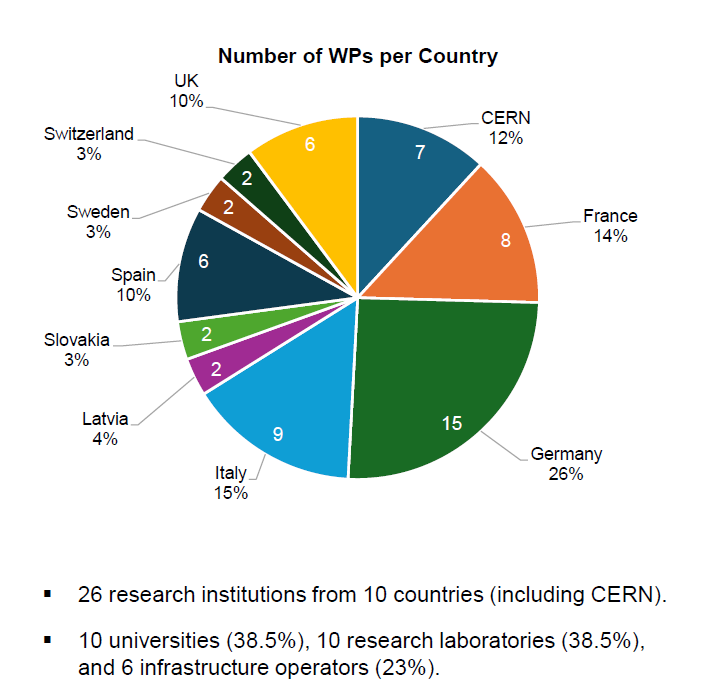 Number of WPs per Country
UK
10%
6
CERN
12%
7
Switzerland
3%
2
Sweden
3%
2
France
14%
8
Spain
10%
6
Slovakia
3%
2
Latvia
4%
2
Italy
15%
9
Germany
26%
15
▪ 26 research institutions from 10 countries (including CERN).
▪ 10 universities (38.5%), 10 research laboratories (38.5%),
and 6 infrastructure operators (23%).